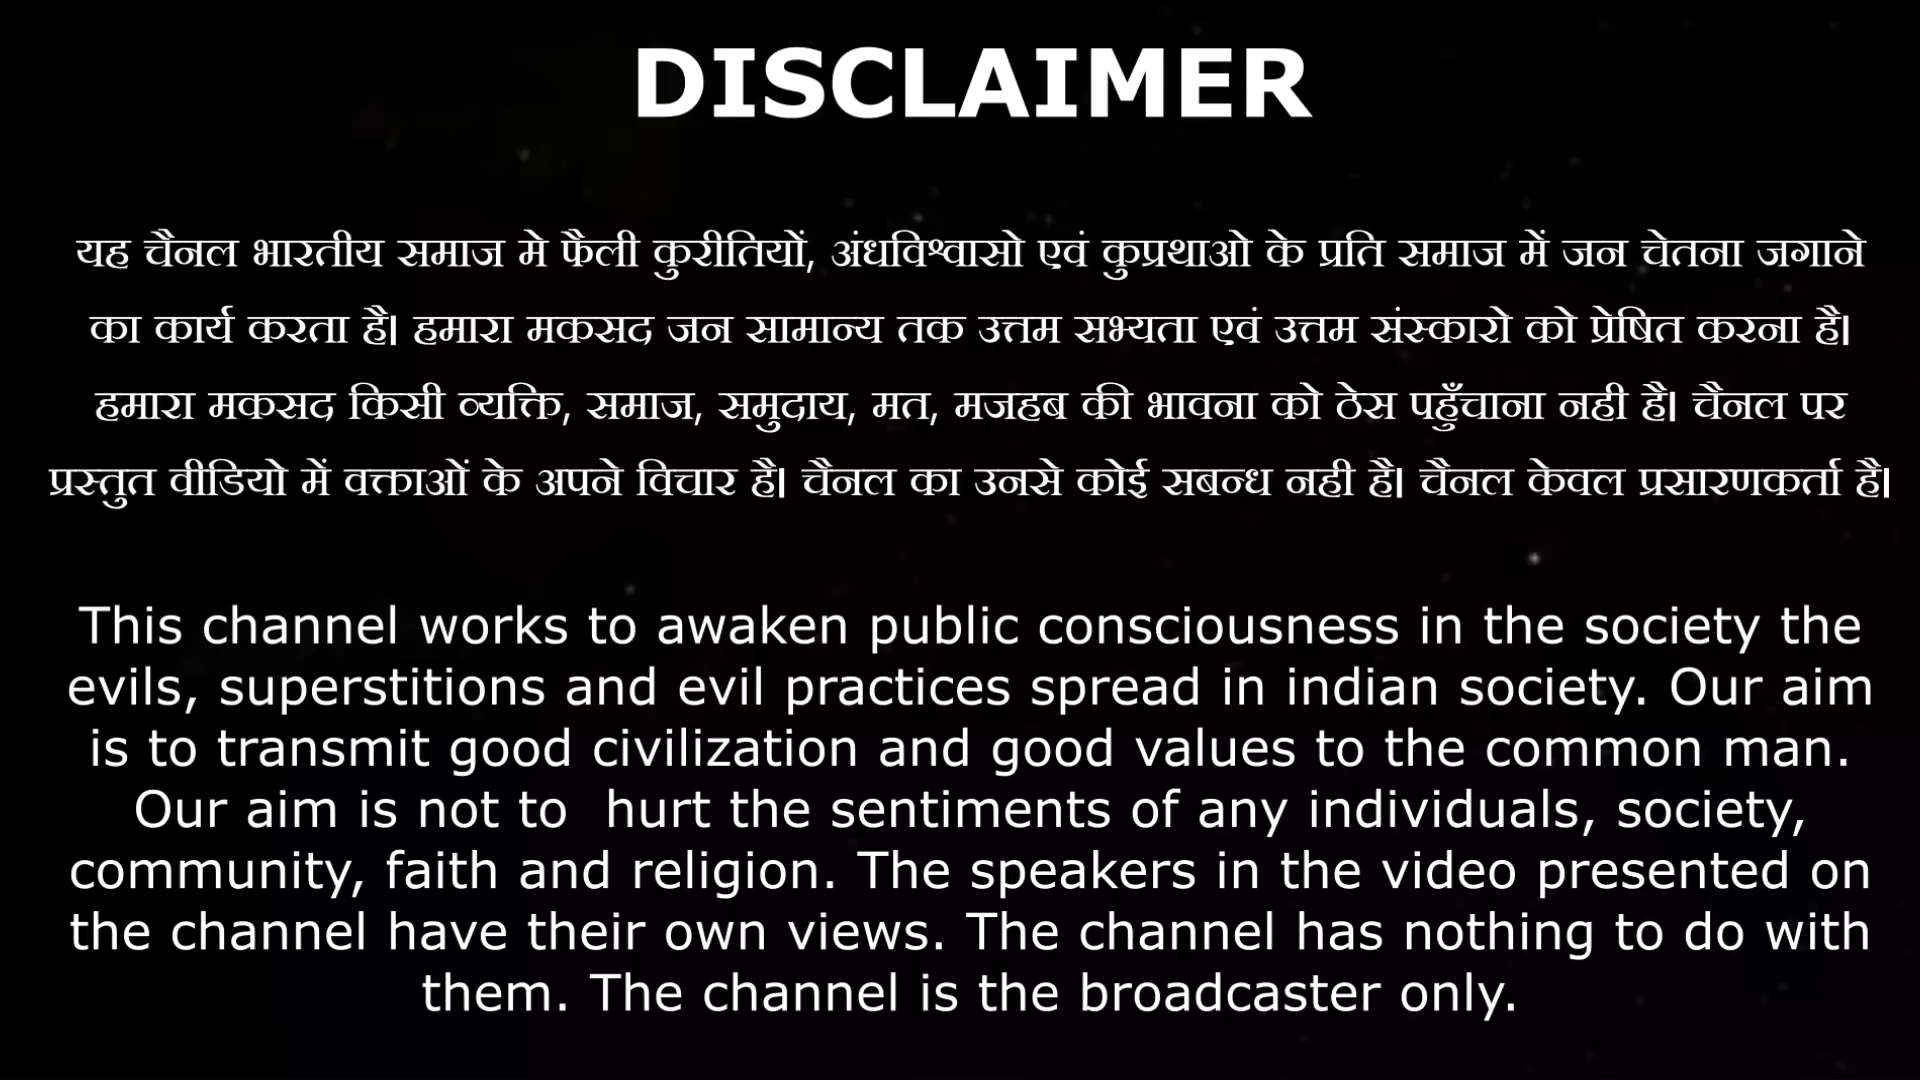 DISCLAIMER
यह चैनल भारतीय समाज मे फैली कुरीतियों, अंधविश्वासो एवं कुप्रथाओ के प्रति समाज में जन चेतना जगाने
का कार्य करता है। हमारा मकसद जन सामान्य तक उत्तम सभ्यता एवं उत्तम संस्कारो को प्रेषित करना है।
हमारा मकसद किसी व्यक्ति, समाज, समुदाय, मत, मजहब की भावना को ठेस पहुँचाना नही है। चैनल पर
प्रस्तुत वीडियो में वक्ताओं के अपने विचार है। चैनल का उनसे कोई सबन्ध नही है। चैनल केवल प्रसारणकर्ता है।
This channel works to awaken public consciousness in the society the
evils, superstitions and evil practices spread in indian society. Our aim
is to transmit good civilization and good values to the common man.
Our aim is not to  hurt the sentiments of any individuals, society,
community, faith and religion. The speakers in the video presented on
the channel have their own views. The channel has nothing to do with
them. The channel is the broadcaster only.